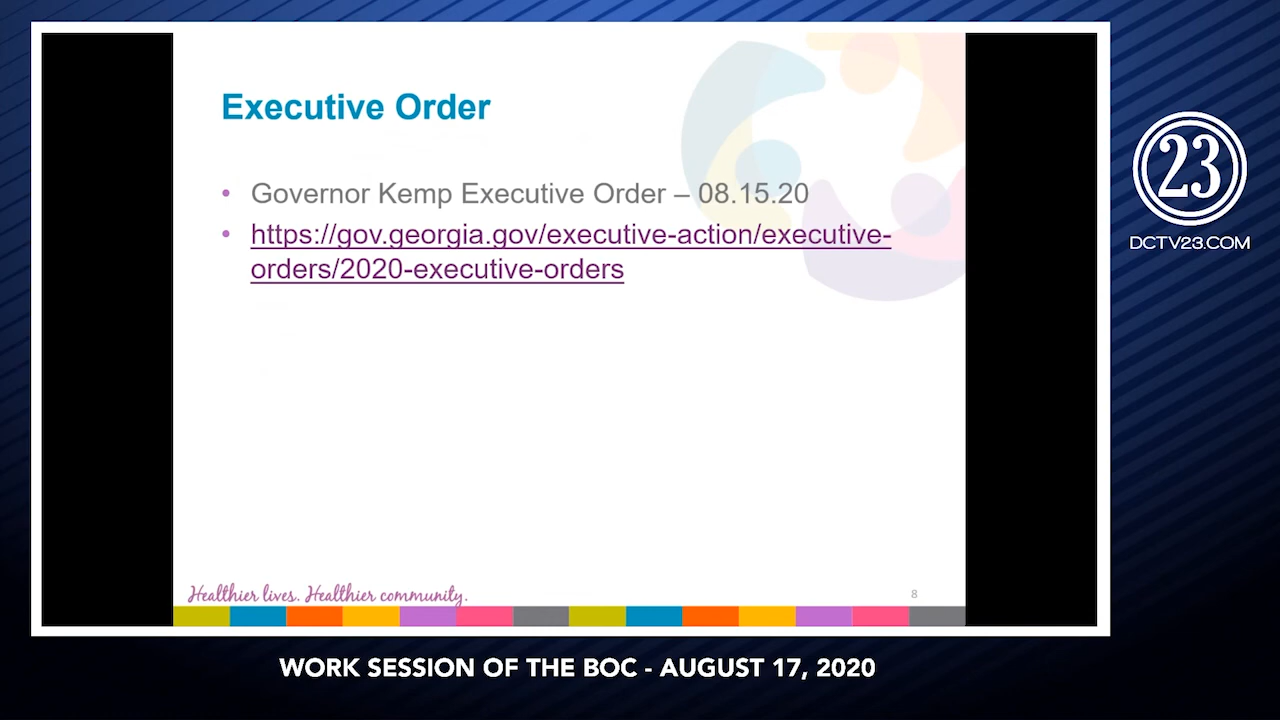 Executive Order
• Governor Kemp Executive Order – 08.15.20
• https://gov.georgia.gov/executive-action/executive-
orders/2020-executive-orders
Healthier lives. Healthier community.
8
23
DCTV23.COM
WORK SESSION OF THE BOC - AUGUST 17, 2020